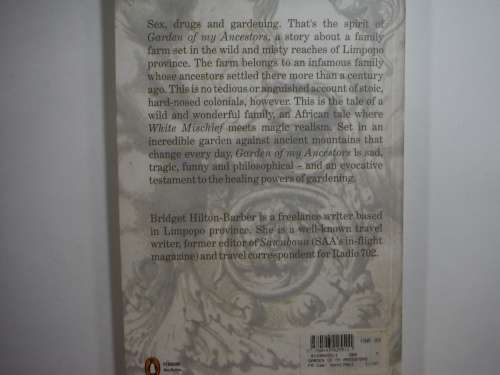 Sex, drugs and gardening. That's the spirit of
Garden of my Ancestors, a story about a family
farm set in the wild and misty reaches of Limpopo
province. The farm belongs to an infamous family
whose ancestors settled there more than a century
ago. This is no tedious or anguished account of stoic,
hard-nosed colonials, however. This is the tale of a
wild and wonderful family, an African tale where
White Mischief meets magic realism. Set in an
incredible garden against ancient mountains that
change every day, Garden of my Ancestors is sad,
tragic, funny and philosophical – and an evocative
testament to the healing powers of gardening.
Bridget Hilton-Barber is a freelance writer based
in Limpopo province. She is a well-known travel
writer, former editor of Sawubona (SAA's in-flight
magazine) and travel correspondent for Radio 702.
GARDEN OF MY ANCESTORS